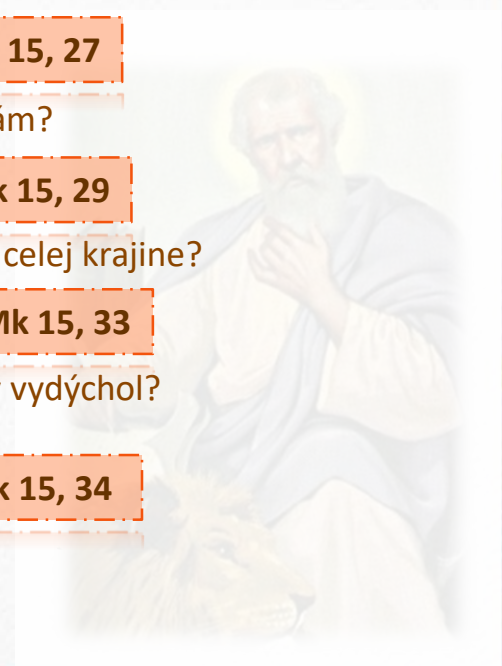 15, 27
ám?
k 15, 29
celej krajine?
Mk 15, 33
vydýchol?
k 15, 34